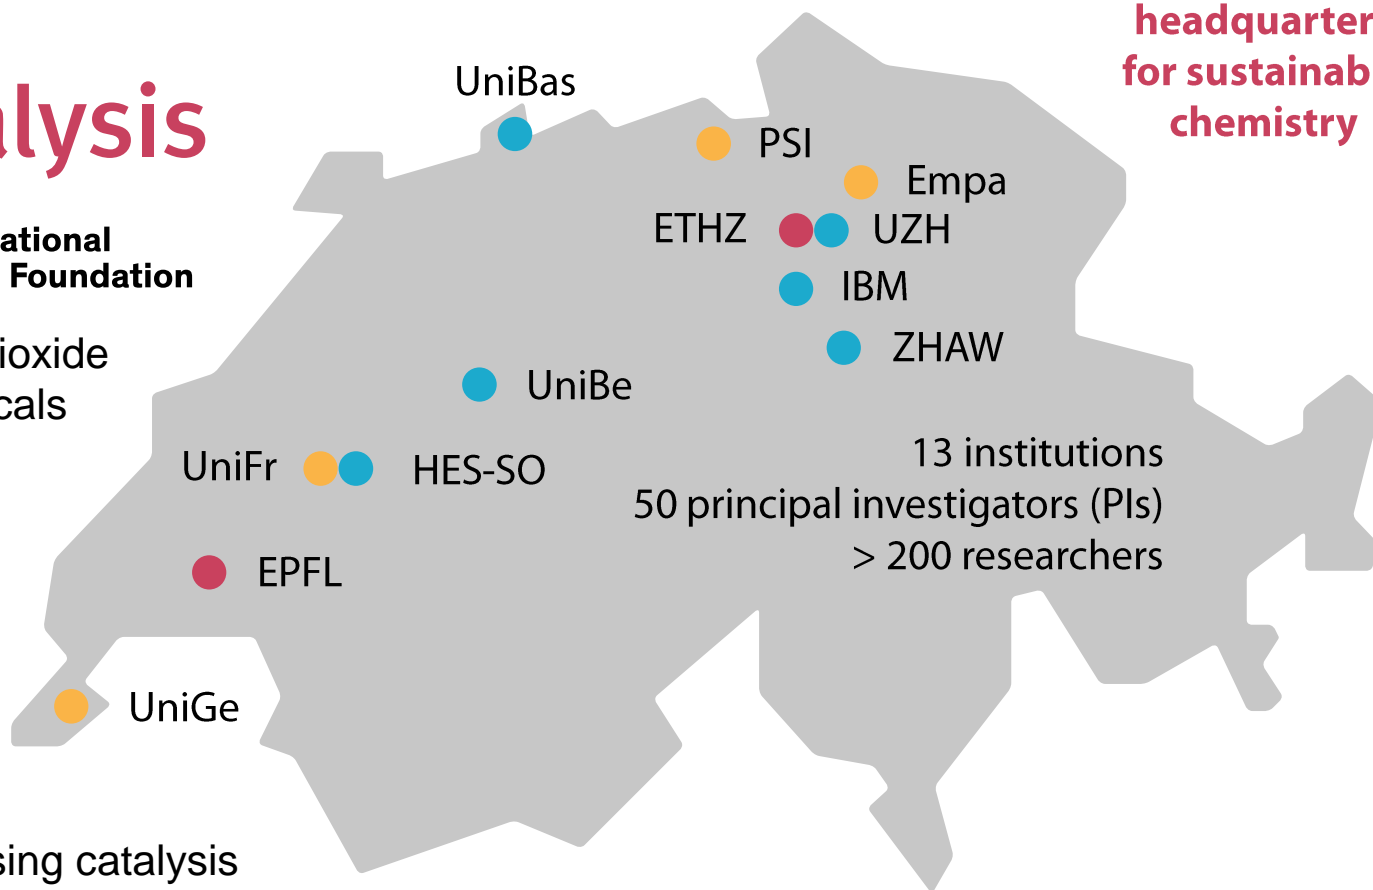 alysis
ational
Foundation
ioxide
cals
sing catalysis
headquarter
for sustainab
chemistry
UniBas
PSI
Empa
ETHZ UZH
IBM
ZHAW
UniBe
UniFr HES-SO
EPFL
UniGe
13 institutions
50 principal investigators (PIs)
> 200 researchers